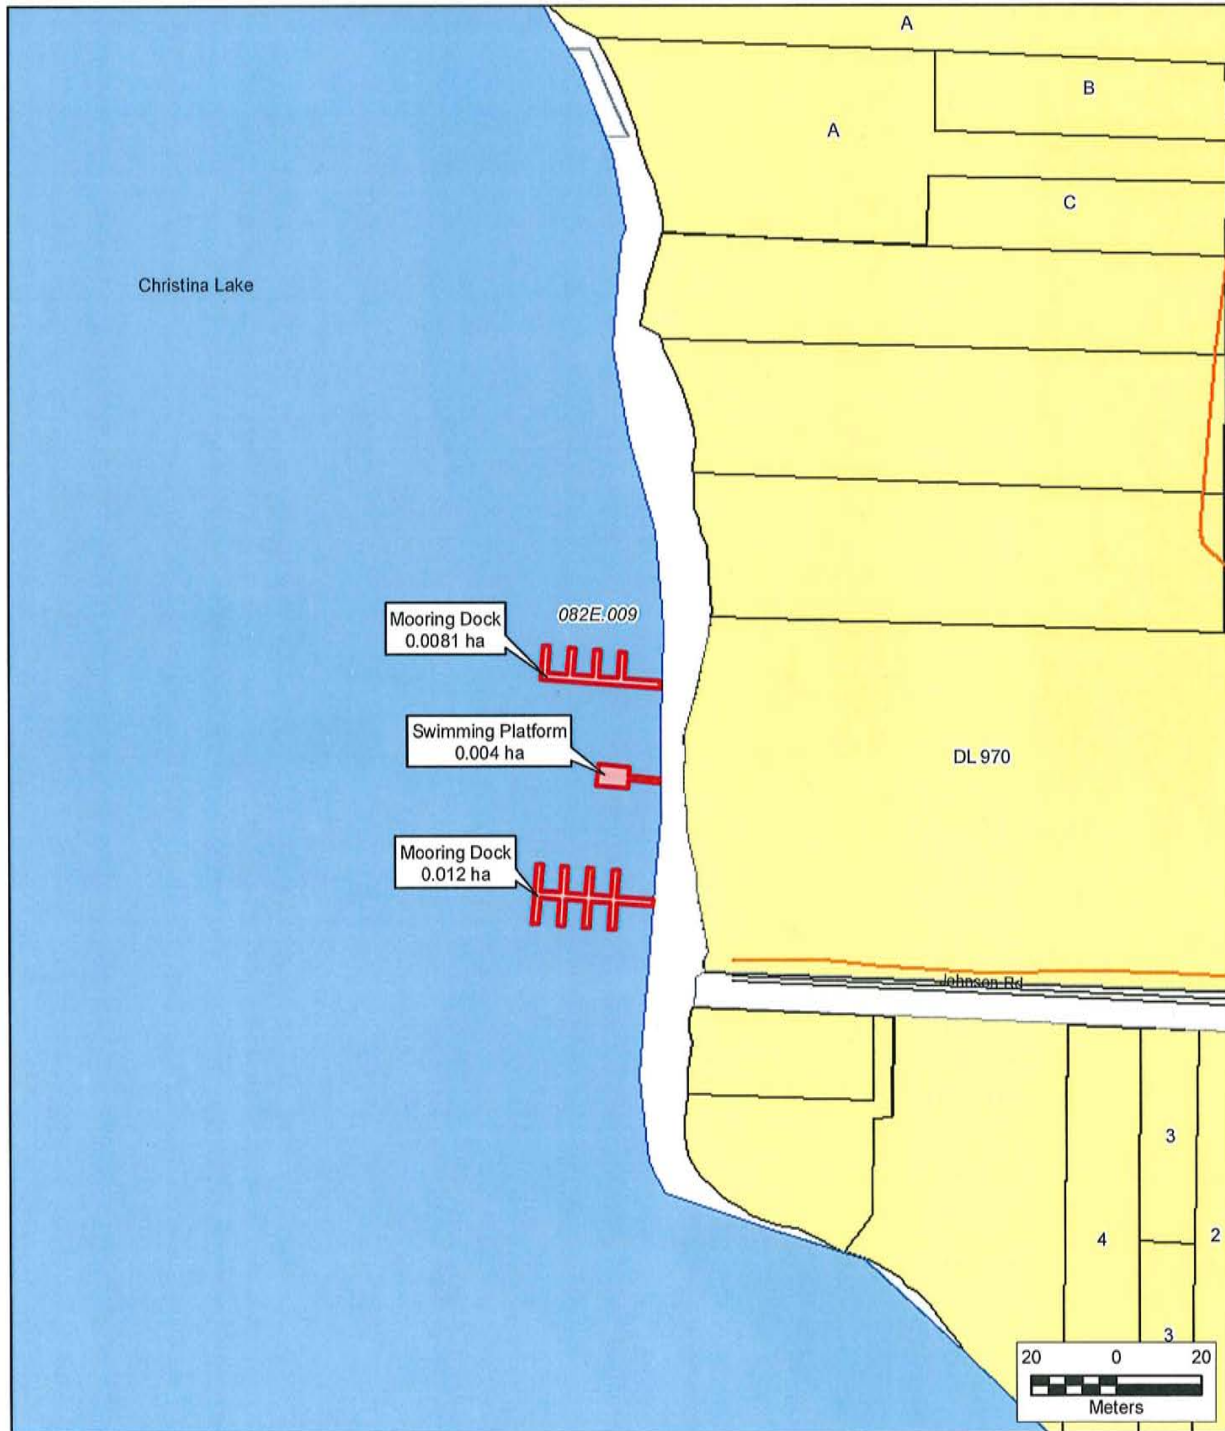 A
B
A
C
Christina Lake
082E.009
Mooring Dock
0.0081 ha
Swimming Platform
0.004 ha
DL 970
Mooring Dock
0.012 ha
Johnson Rd
3
4
2
3
20 0 20
Meters